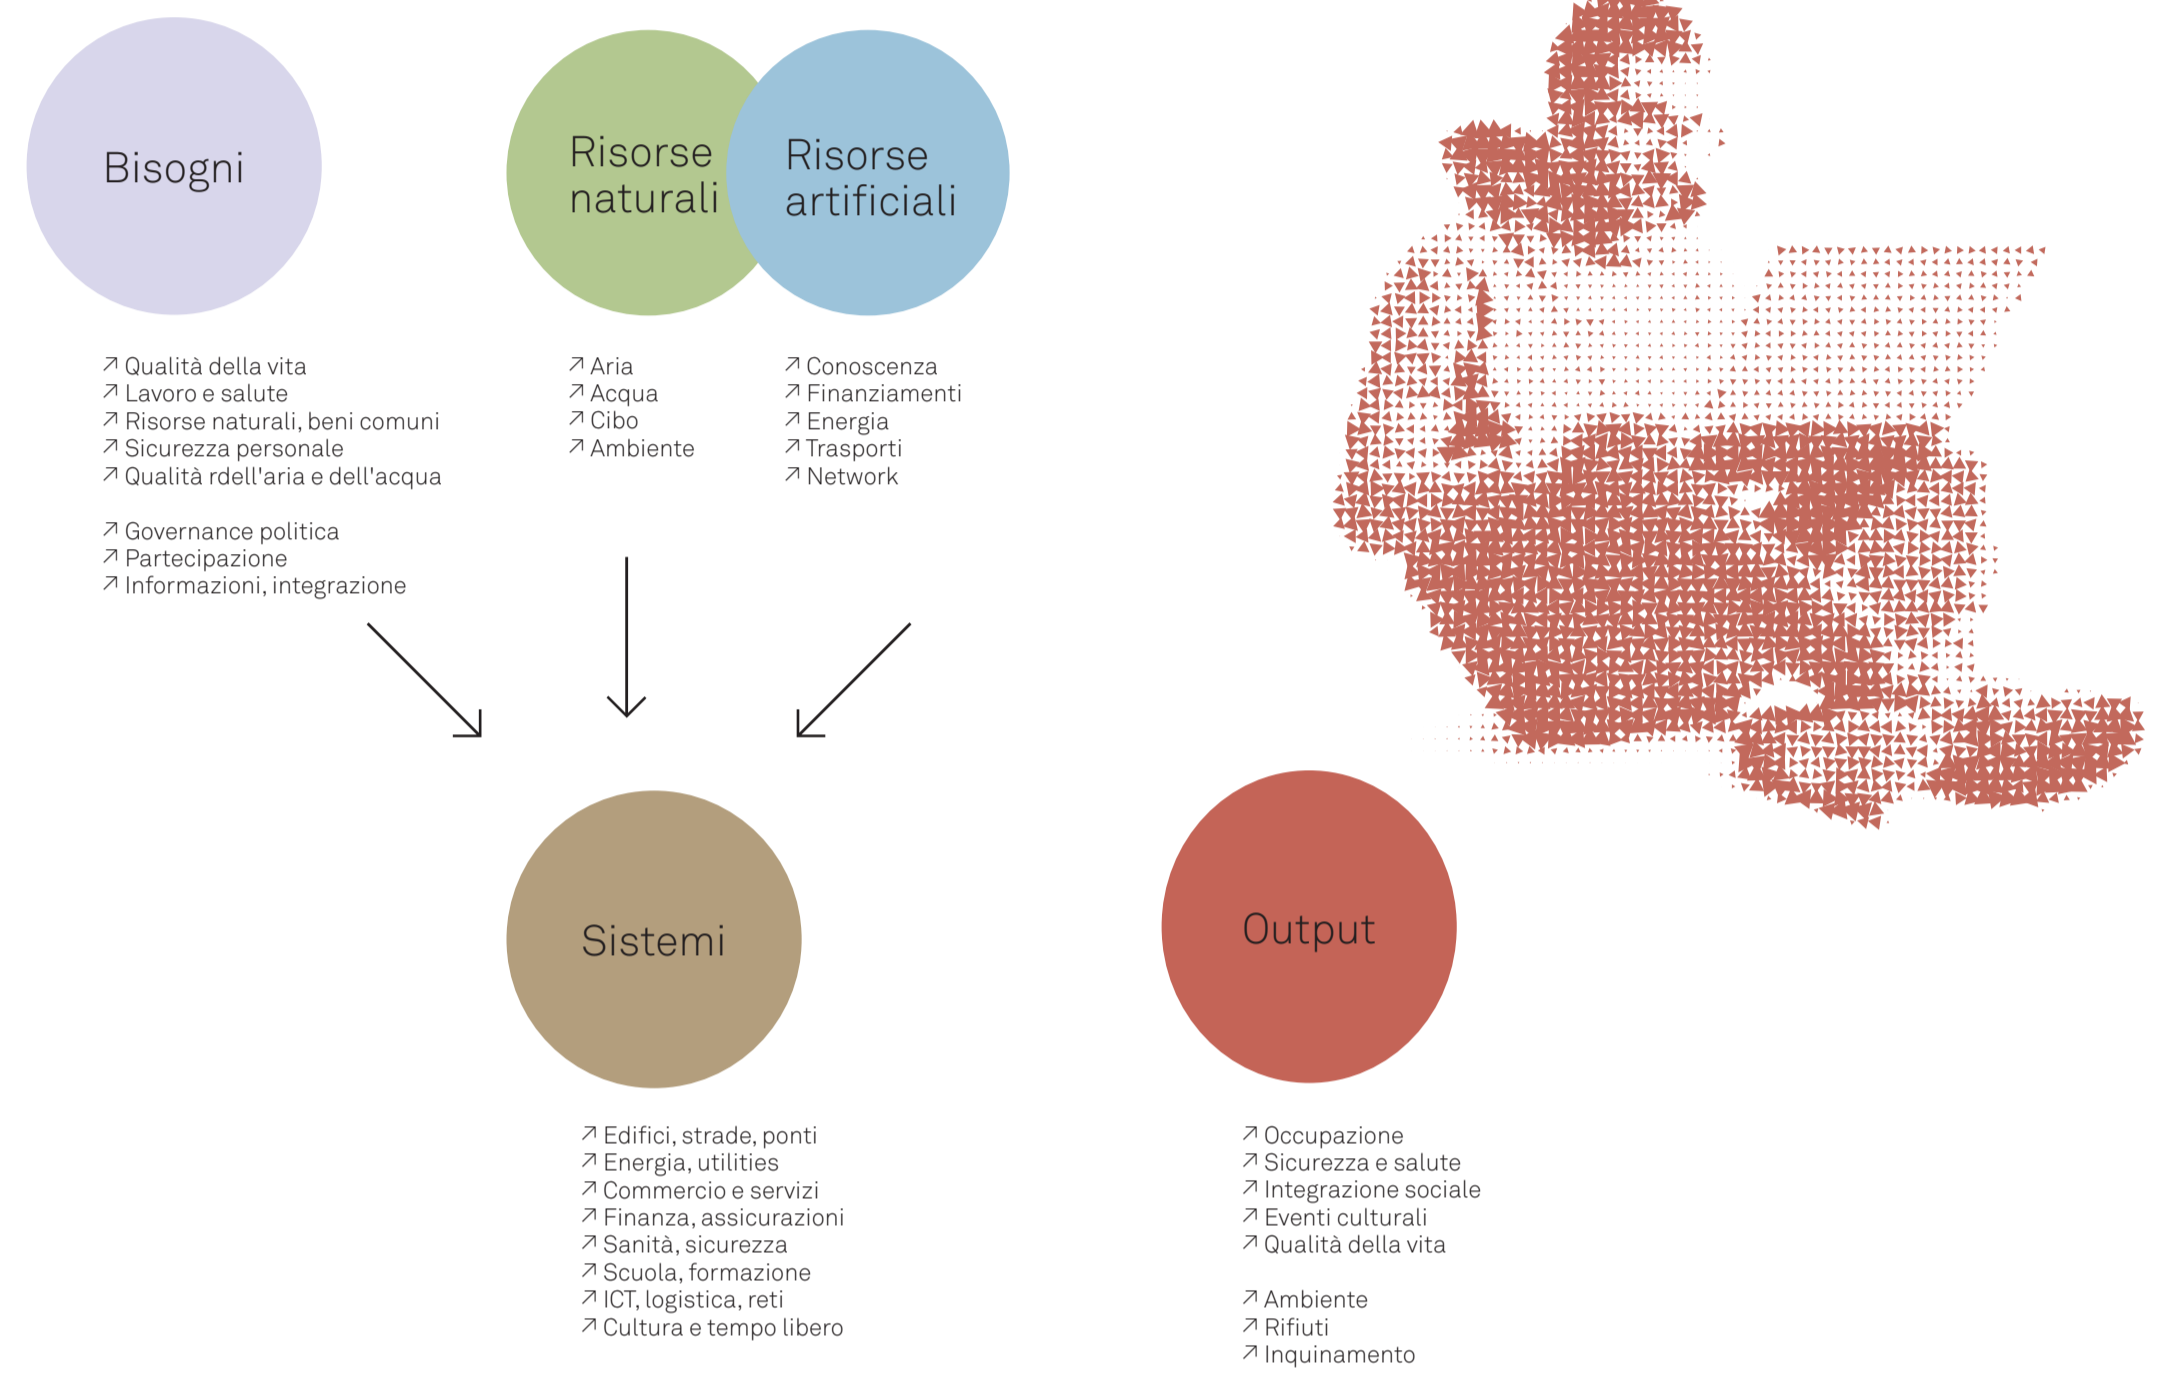 Bisogni
↗ Qualità della vita
↗ Lavoro e salute
↗ Risorse naturali, beni comuni
↗ Sicurezza personale
↗ Qualità rdell'aria e dell'acqua
↗ Governance politica
↗ Partecipazione
↗ Informazioni, integrazione
Risorse
naturali
↗ Aria
↗ Acqua
↗ Cibo
↗ Ambiente
Risorse
artificiali
↗ Conoscenza
↗ Finanziamenti
↗ Energia
↗ Trasporti
↗ Network
Sistemi
↗ Edifici, strade, ponti
↗ Energia, utilities
↗ Commercio e servizi
↗ Finanza, assicurazioni
↗ Sanità, sicurezza
↗ Scuola, formazione
↗ ICT, logistica, reti
↗ Cultura e tempo libero
Output
↗ Occupazione
↗ Sicurezza e salute
↗ Integrazione sociale
↗ Eventi culturali
↗ Qualità della vita
↗ Ambiente
↗ Rifiuti
↗ Inquinamento